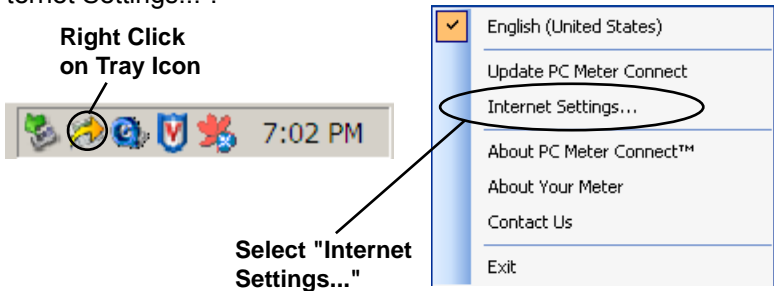 ternet Settings... .
Right Click
on Tray Icon
7:02 PM
English (United States)
Update PC Meter Connect
Internet Settings...
About PC Meter Connect™
About Your Meter
Contact Us
Exit
Select "Internet
Settings..."